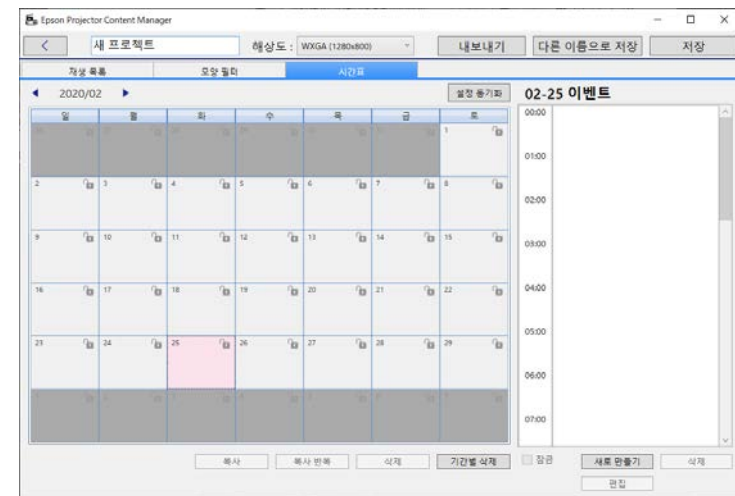 Epson Projector Content Manager
새 프로젝트 해상도 : WXGA (1280x800) 내보내기 다른 이름으로 저장 저장
재생 목록 모양 필터 시간표
2020/02 설정 동기화 02-25 이벤트
일 월 화 수 목 금 토
00:00
1
01:00
2 3 4 5 6 7 8
02:00
9 10 11 12 13 14 15
03:00
16 17 18 19 20 21 22
04:00
05:00
23 24 25 26 27 28 29
06:00
07:00
복사 복사 반복 삭제 기간별 삭제 잠금 새로 만들기 삭제
편집